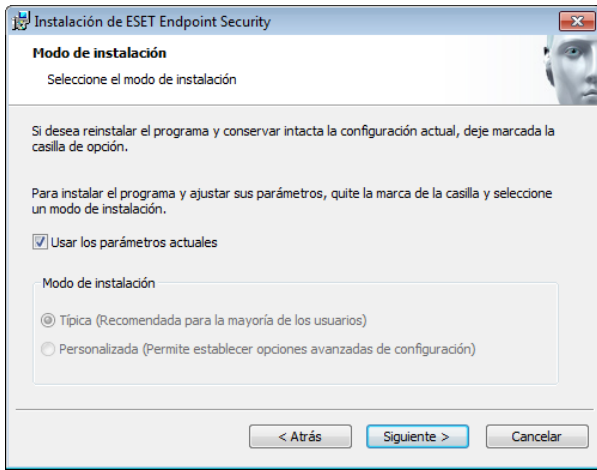 Instalación de ESET Endpoint Security
Modo de instalación
Seleccione el modo de instalación
Si desea reinstalar el programa y conservar intacta la configuración actual, deje marcada la
casilla de opción.
Para instalar el programa y ajustar sus parámetros, quite la marca de la casilla y seleccione
un modo de instalación.
Usar los parámetros actuales
Modo de instalación
Típica (Recomendada para la mayoría de los usuarios)
Personalizada (Permite establecer opciones avanzadas de configuración)
< Atrás
Siguiente >
Cancelar